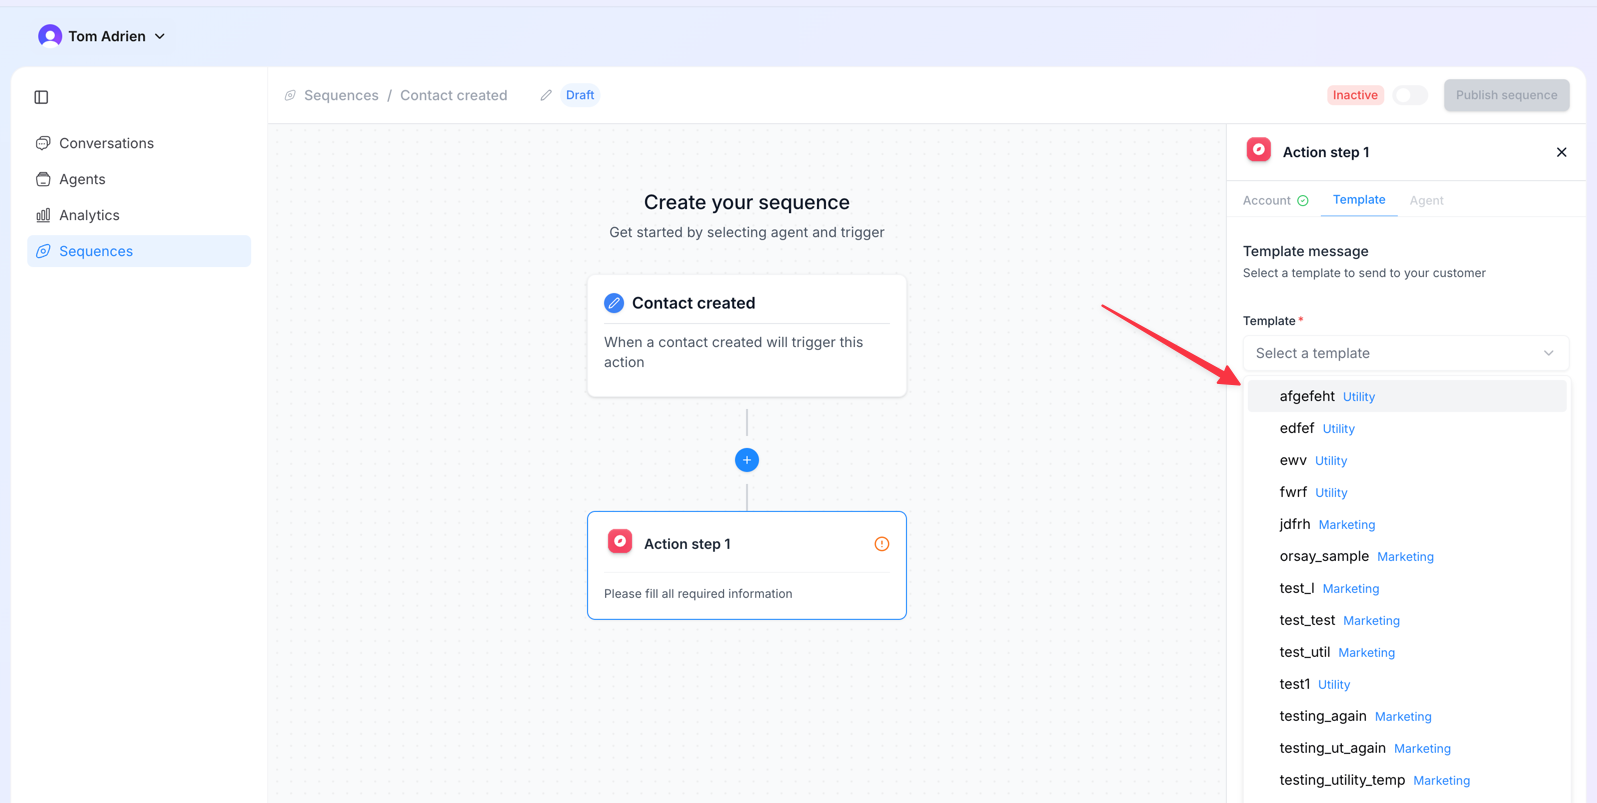 Tom Adrien
Sequences / Contact created
Draft
Inactive
Publish sequence
Conversations
Agents
Analytics
Sequences
Create your sequence
Get started by selecting agent and trigger
Contact created
When a contact created will trigger this
action
Action step 1
Please fill all required information
Action step 1
Account
Template
Agent
Template message
Select a template to send to your customer
Template *
Select a template
afgefeht Utility
edfef Utility
ewv Utility
fwrf Utility
jdfrh Marketing
orsay_sample Marketing
test_l Marketing
test_test Marketing
test_util Marketing
test1 Utility
testing_again Marketing
testing_ut_again Marketing
testing_utility_temp Marketing